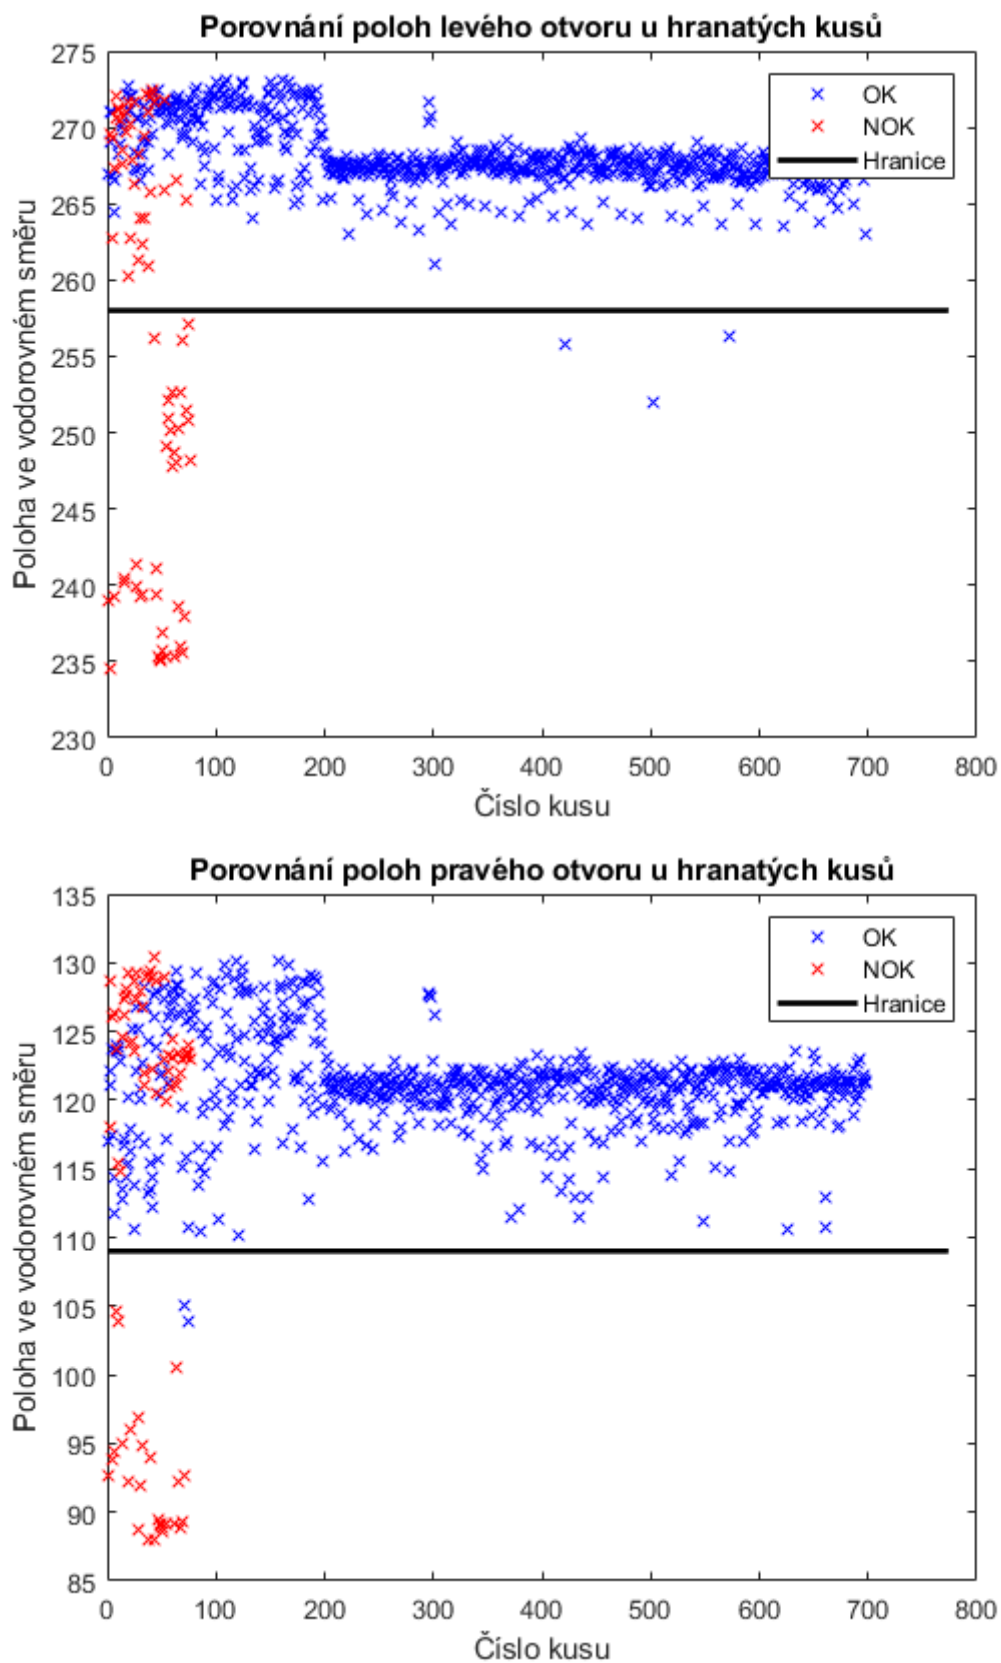 Porovnání poloh levého otvoru u hranatých kusů
275
270
265
260
255
250
245
240
235
230
Poloha ve vodorovném směru
OK
NOK
Hranice
0 100 200 300 400 500 600 700 800
Číslo kusu
Porovnání poloh pravého otvoru u hranatých kusů
135
130
125
120
115
110
105
100
95
90
85
Poloha ve vodorovném směru
OK
NOK
Hranice
0 100 200 300 400 500 600 700 800
Číslo kusu